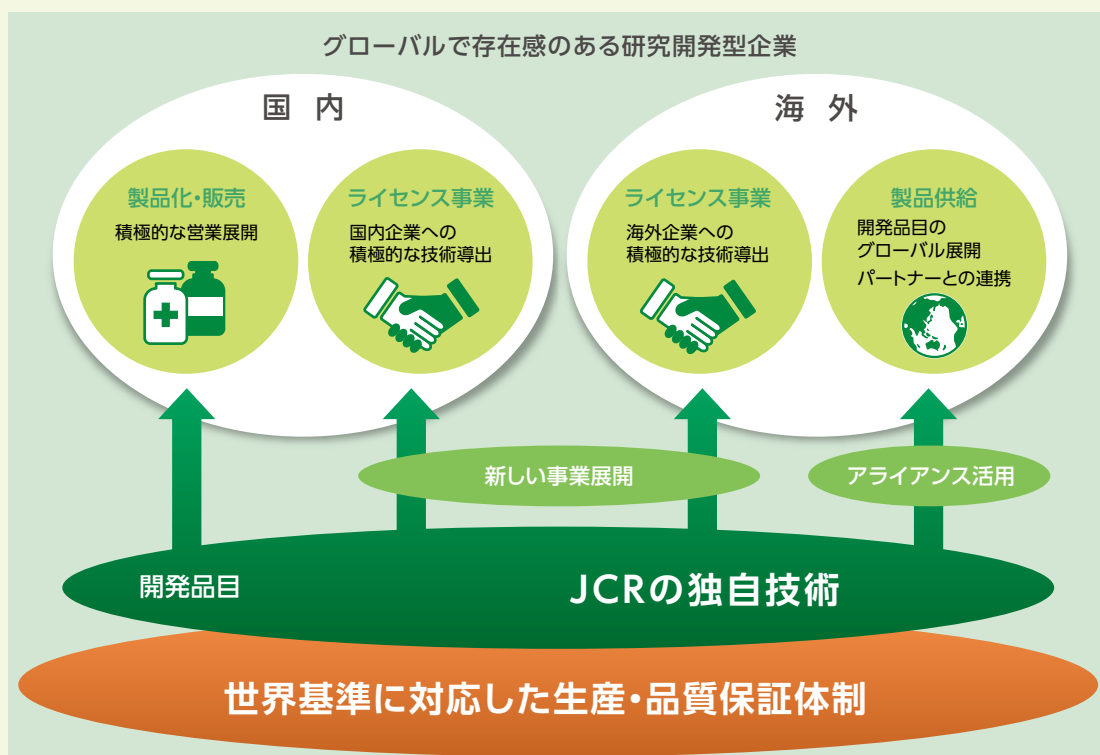 グローバルで存在感のある研究開発型企業
国 内
製品化・販売
積極的な営業展開
ライセンス事業
国内企業への
積極的な技術導出
海 外
ライセンス事業
海外企業への
積極的な技術導出
製品供給
開発品目の
グローバル展開
パートナーとの連携
新しい事業展開
アライアンス活用
開発品目
JCRの独自技術
世界基準に対応した生産・品質保証体制